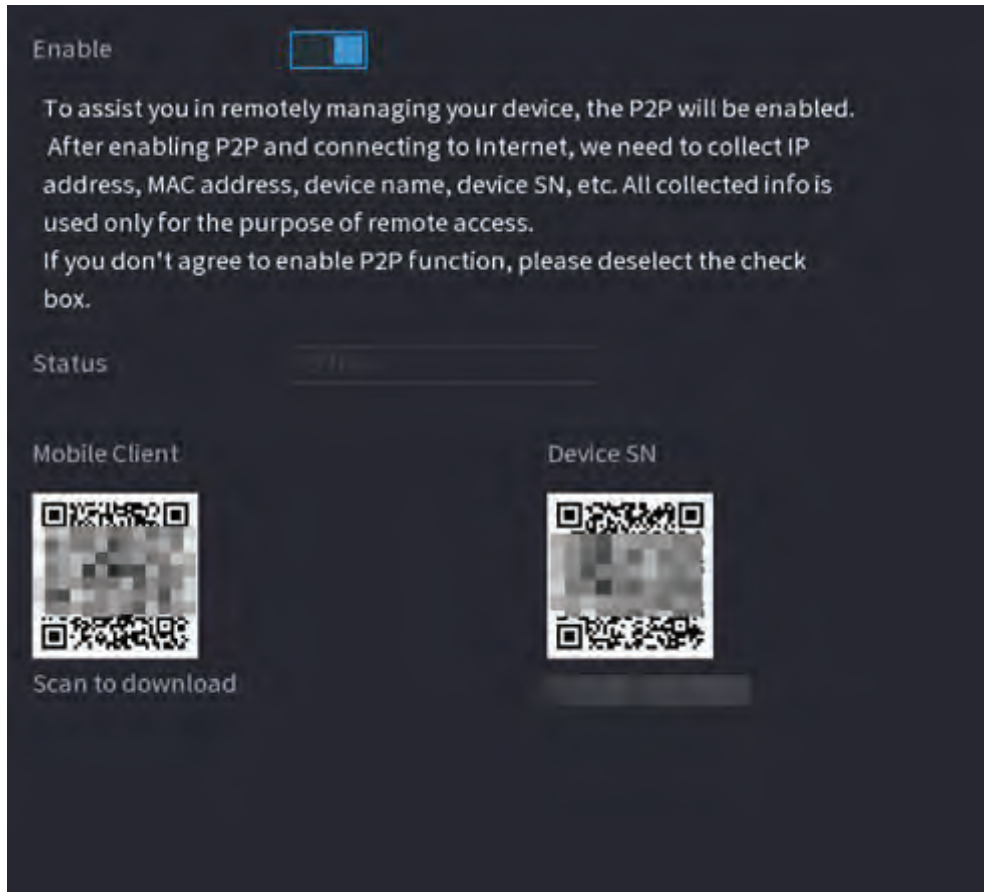 Enable
To assist you in remotely managing your device, the P2P will be enabled.
After enabling P2P and connecting to Internet, we need to collect IP
address, MAC address, device name, device SN, etc. All collected info is
used only for the purpose of remote access.
If you don't agree to enable P2P function, please deselect the check
box.
Status
Mobile Client
Device SN
Scan to download